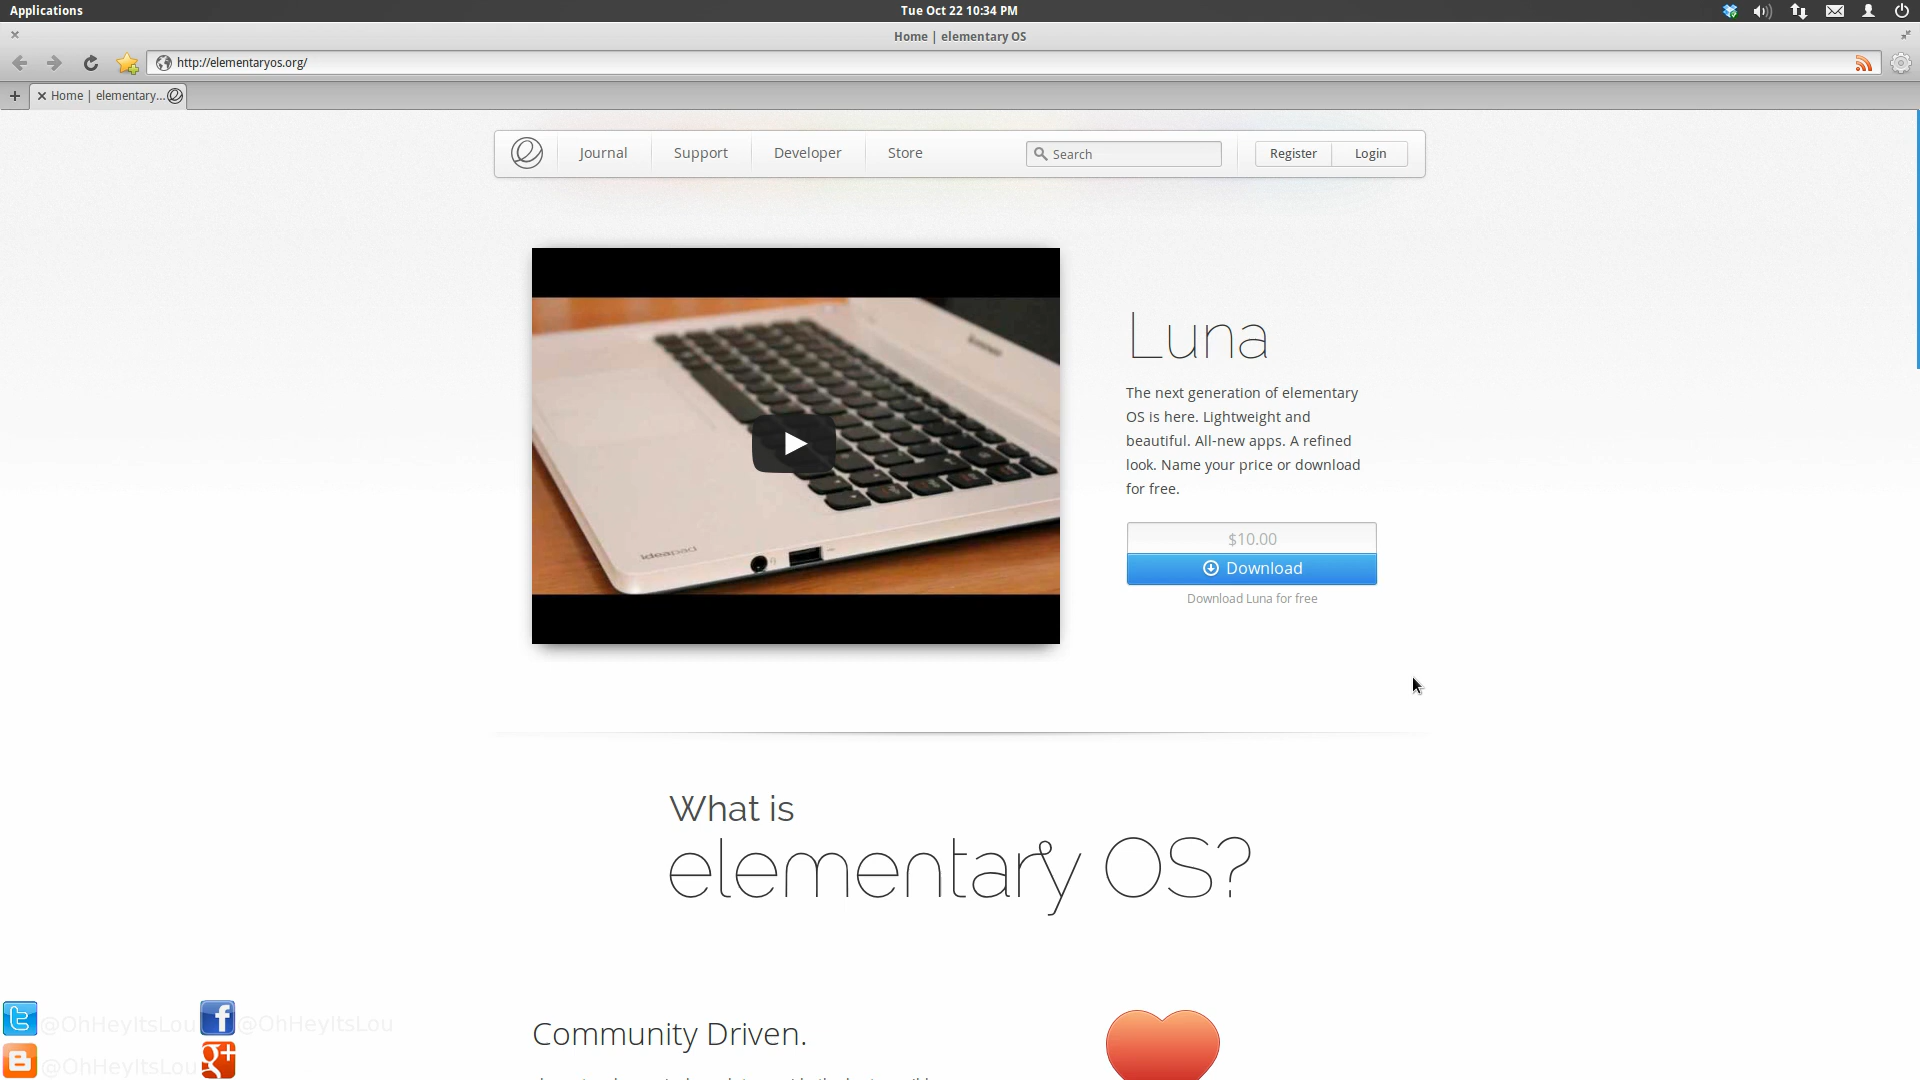 Applications
Tue Oct 22 10:34 PM
Home | elementary OS
http://elementaryos.org/
Home | elementary...
Journal
Support
Developer
Store
Search
Register
Login
Luna
The next generation of elementary
OS is here. Lightweight and
beautiful. All-new apps. A refined
look. Name your price or download
for free.
$10.00
Download
Download Luna for free
ideapad
What is
elementary OS?
Community Driven.
@OhHeyItsLou
@OhHeyItsLou
@OhHeyItsLou